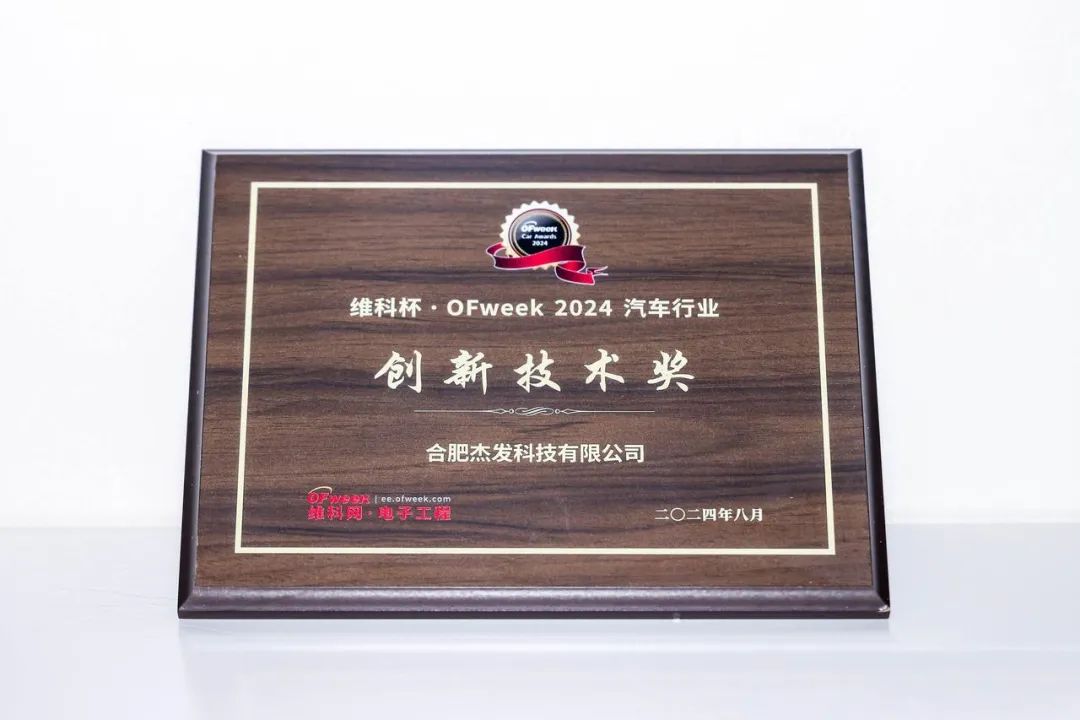 OFweek
Car Awards
2024
维科杯·OFweek 2024 汽车行业
创新技术奖
合肥杰发科技有限公司
OFweek | ee.ofweek.com
维科网·电子工程
二〇二四年八月